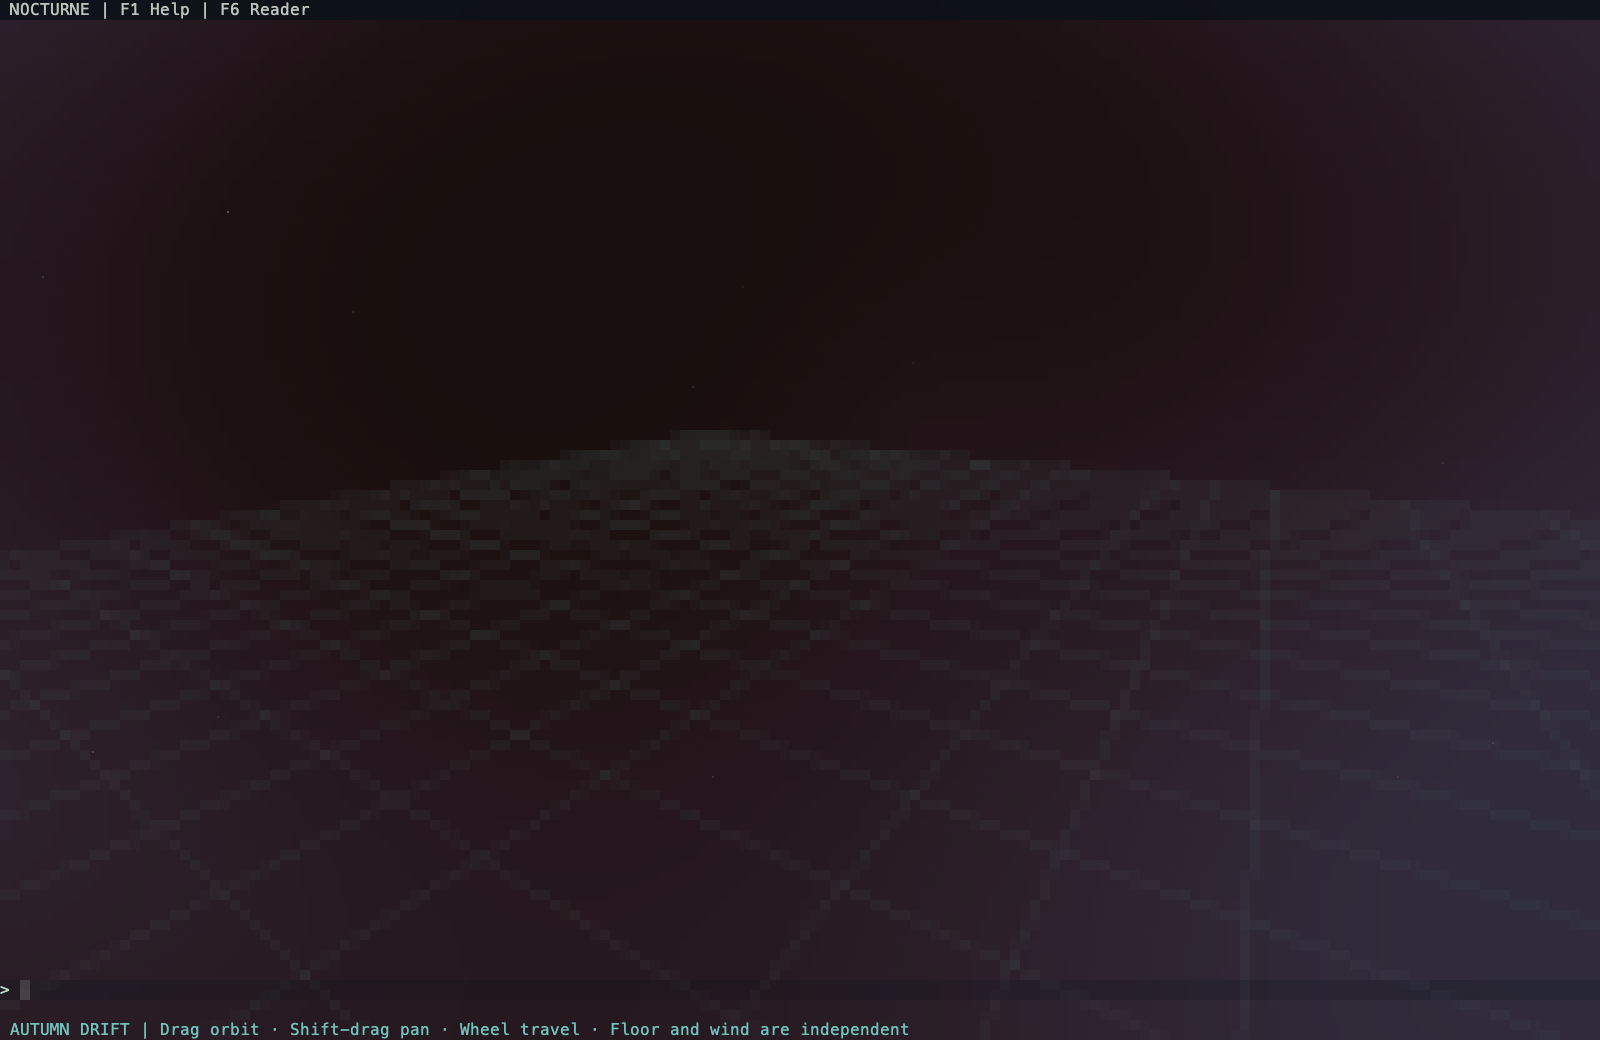 NOCTURNE | F1 Help | F6 Reader
>
AUTUMN DRIFT | Drag orbit · Shift-drag pan · Wheel travel · Floor and wind are independent